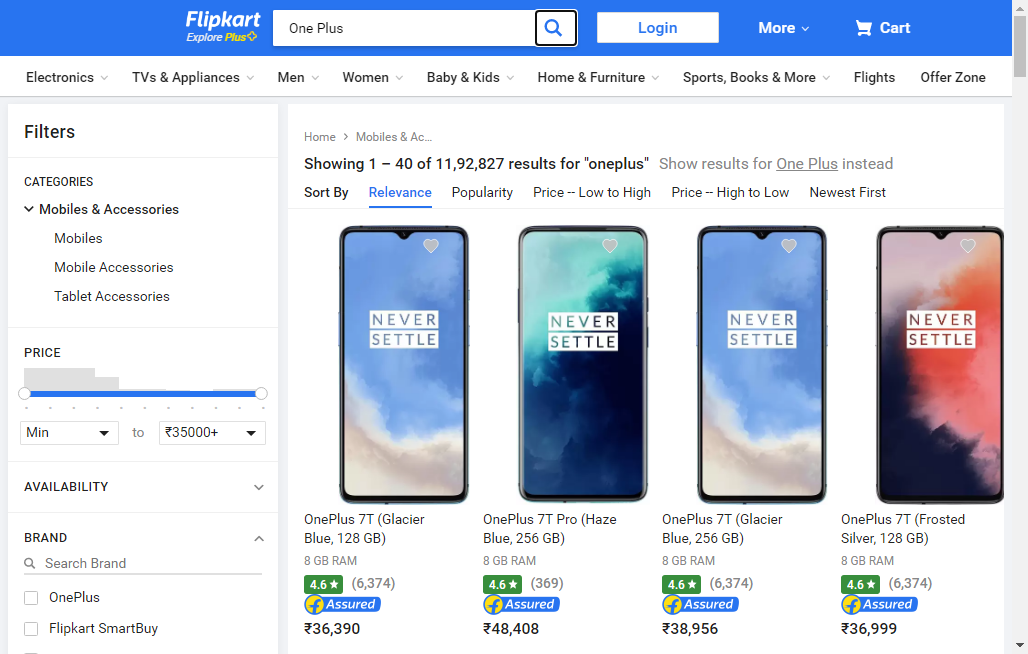 Flipkart
Explore Plus
One Plus
Login
More
Cart
Electronics
TVs & Appliances
Men
Women
Baby & Kids
Home & Furniture
Sports, Books & More
Flights
Offer Zone
Filters
CATEGORIES
Mobiles & Accessories
Mobiles
Mobile Accessories
Tablet Accessories
PRICE
Min
to
₹35000+
AVAILABILITY
BRAND
Search Brand
OnePlus
Flipkart SmartBuy
Home
Mobiles & Ac...
Showing 1 – 40 of 11,92,827 results for "oneplus" Show results for One Plus instead
Sort By Relevance Popularity Price -- Low to High Price -- High to Low Newest First
NEVER
SETTLE
OnePlus 7T (Glacier
Blue, 128 GB)
8 GB RAM
4.6 ★ (6,374)
Assured
₹36,390
NEVER
SETTLE
OnePlus 7T Pro (Haze
Blue, 256 GB)
8 GB RAM
4.6 ★ (369)
Assured
₹48,408
NEVER
SETTLE
OnePlus 7T (Glacier
Blue, 256 GB)
8 GB RAM
4.6 ★ (6,374)
Assured
₹38,956
NEVER
SETTLE
OnePlus 7T (Frosted
Silver, 128 GB)
8 GB RAM
4.6 ★ (6,374)
Assured
₹36,999